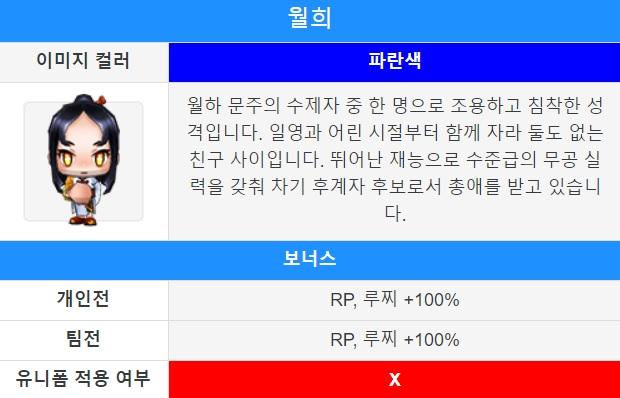 월희
이미지 컬러
파란색
월하 문주의 수제자 중 한 명으로 조용하고 침착한 성
격입니다. 일영과 어린 시절부터 함께 자라 둘도 없는
친구 사이입니다. 뛰어난 재능으로 수준급의 무공 실
력을 갖춰 차기 후계자 후보로서 총애를 받고 있습니
다.
보너스
개인전
RP, 루찌 +100%
팀전
RP, 루찌 +100%
유니폼 적용 여부
X